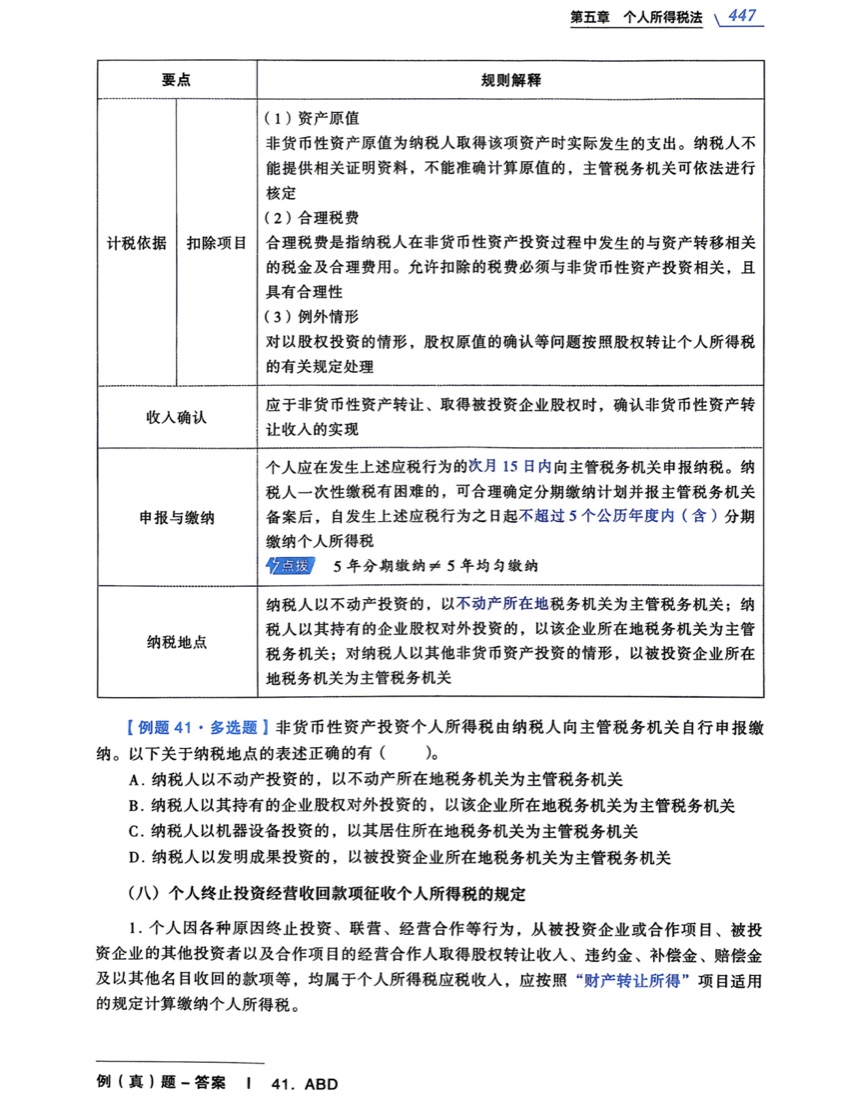 第五章 个人所得税法 447
要点 规则解释
计税依据 扣除项目
（1）资产原值
非货币性资产原值为纳税人取得该项资产时实际发生的支出。纳税人不
能提供相关证明资料，不能准确计算原值的，主管税务机关可依法进行
核定
（2）合理税费
合理税费是指纳税人在非货币性资产投资过程中发生的与资产转移相关
的税金及合理费用。允许扣除的税费必须与非货币性资产投资相关，且
具有合理性
（3）例外情形
对以股权投资的情形，股权原值的确认等问题按照股权转让个人所得税
的有关规定处理
收入确认
应于非货币性资产转让、取得被投资企业股权时，确认非货币性资产转
让收入的实现
申报与缴纳
个人应在发生上述应税行为的次月 15 日内向主管税务机关申报纳税。纳
税人一次性缴税有困难的，可合理确定分期缴纳计划并报主管税务机关
备案后，自发生上述应税行为之日起不超过 5 个公历年度内（含）分期
缴纳个人所得税
点拨 5 年分期缴纳≠5 年均匀缴纳
纳税地点
纳税人以不动产投资的，以不动产所在地税务机关为主管税务机关；纳
税人以其持有的企业股权对外投资的，以该企业所在地税务机关为主管
税务机关；对纳税人以其他非货币资产投资的情形，以被投资企业所在
地税务机关为主管税务机关
【例题 41·多选题】非货币性资产投资个人所得税由纳税人向主管税务机关自行申报缴
纳。以下关于纳税地点的表述正确的有（ ）。
A. 纳税人以不动产投资的，以不动产所在地税务机关为主管税务机关
B. 纳税人以其持有的企业股权对外投资的，以该企业所在地税务机关为主管税务机关
C. 纳税人以机器设备投资的，以其居住所在地税务机关为主管税务机关
D. 纳税人以发明成果投资的，以被投资企业所在地税务机关为主管税务机关
（八）个人终止投资经营收回款项征收个人所得税的规定
1. 个人因各种原因终止投资、联营、经营合作等行为，从被投资企业或合作项目、被投
资企业的其他投资者以及合作项目的经营合作人取得股权转让收入、违约金、补偿金、赔偿金
及以其他名目收回的款项等，均属于个人所得税应税收入，应按照“财产转让所得”项目适用
的规定计算缴纳个人所得税。
例（真）题－答案 | 41. ABD